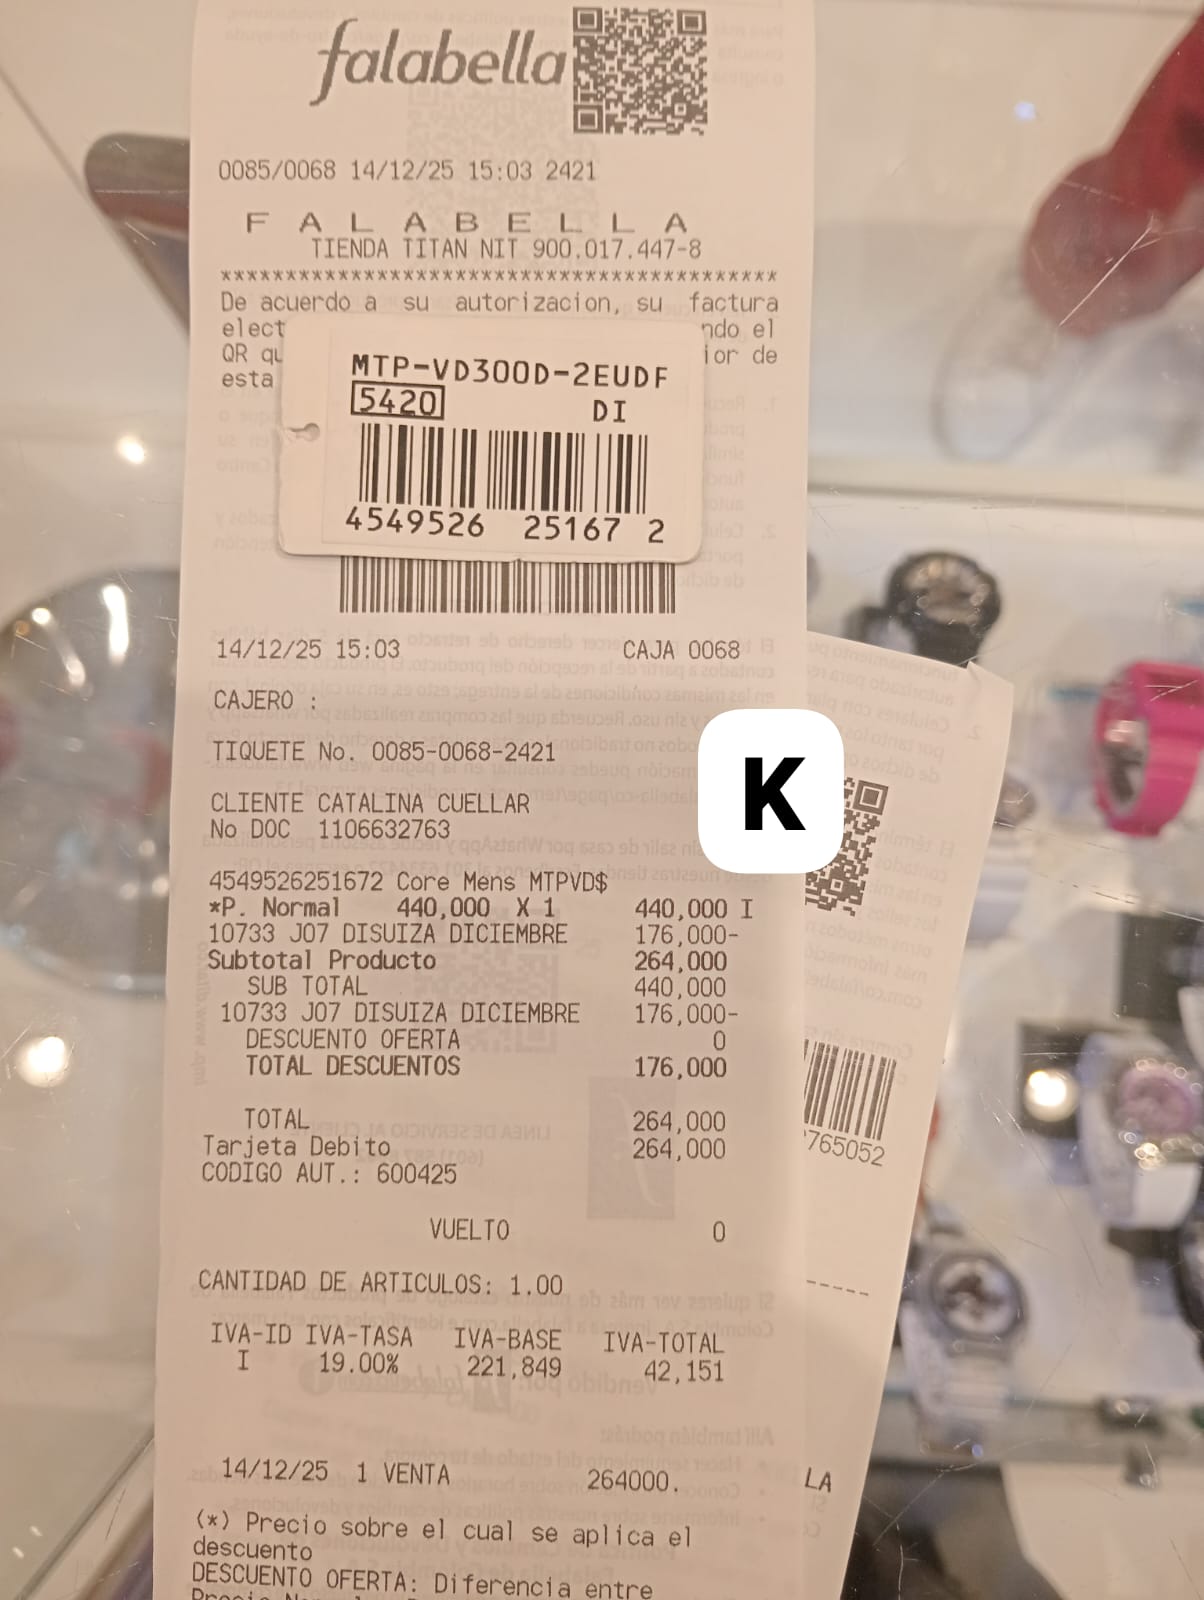 falabella
0085/0068 14/12/25 15:03 2421
F A L A B E L L A
TIENDA TITAN NIT 900.017.447-8
*******************************************
De acuerdo a su autorizacion, su factura
elect ndo el
QR qu ior de
esta
MTP-VD300D-2EUDF
5420 DI
4549526 25167 2
14/12/25 15:03 CAJA 0068
CAJERO :
TIQUETE No. 0085-0068-2421
K
CLIENTE CATALINA CUELLAR
No DOC 1106632763
4549526251672 Core Mens MTPVD$
*P. Normal 440,000 X 1 440,000 I
10733 J07 DISUIZA DICIEMBRE 176,000-
Subtotal Producto 264,000
SUB TOTAL 440,000
10733 J07 DISUIZA DICIEMBRE 176,000-
DESCUENTO OFERTA 0
TOTAL DESCUENTOS 176,000
TOTAL 264,000
Tarjeta Debito 264,000
CODIGO AUT.: 600425
765052
VUELTO 0
CANTIDAD DE ARTICULOS: 1.00
-----
IVA-ID IVA-TASA IVA-BASE IVA-TOTAL
I 19.00% 221,849 42,151
14/12/25 1 VENTA 264000.
LA
(*) Precio sobre el cual se aplica el
descuento
DESCUENTO OFERTA: Diferencia entre